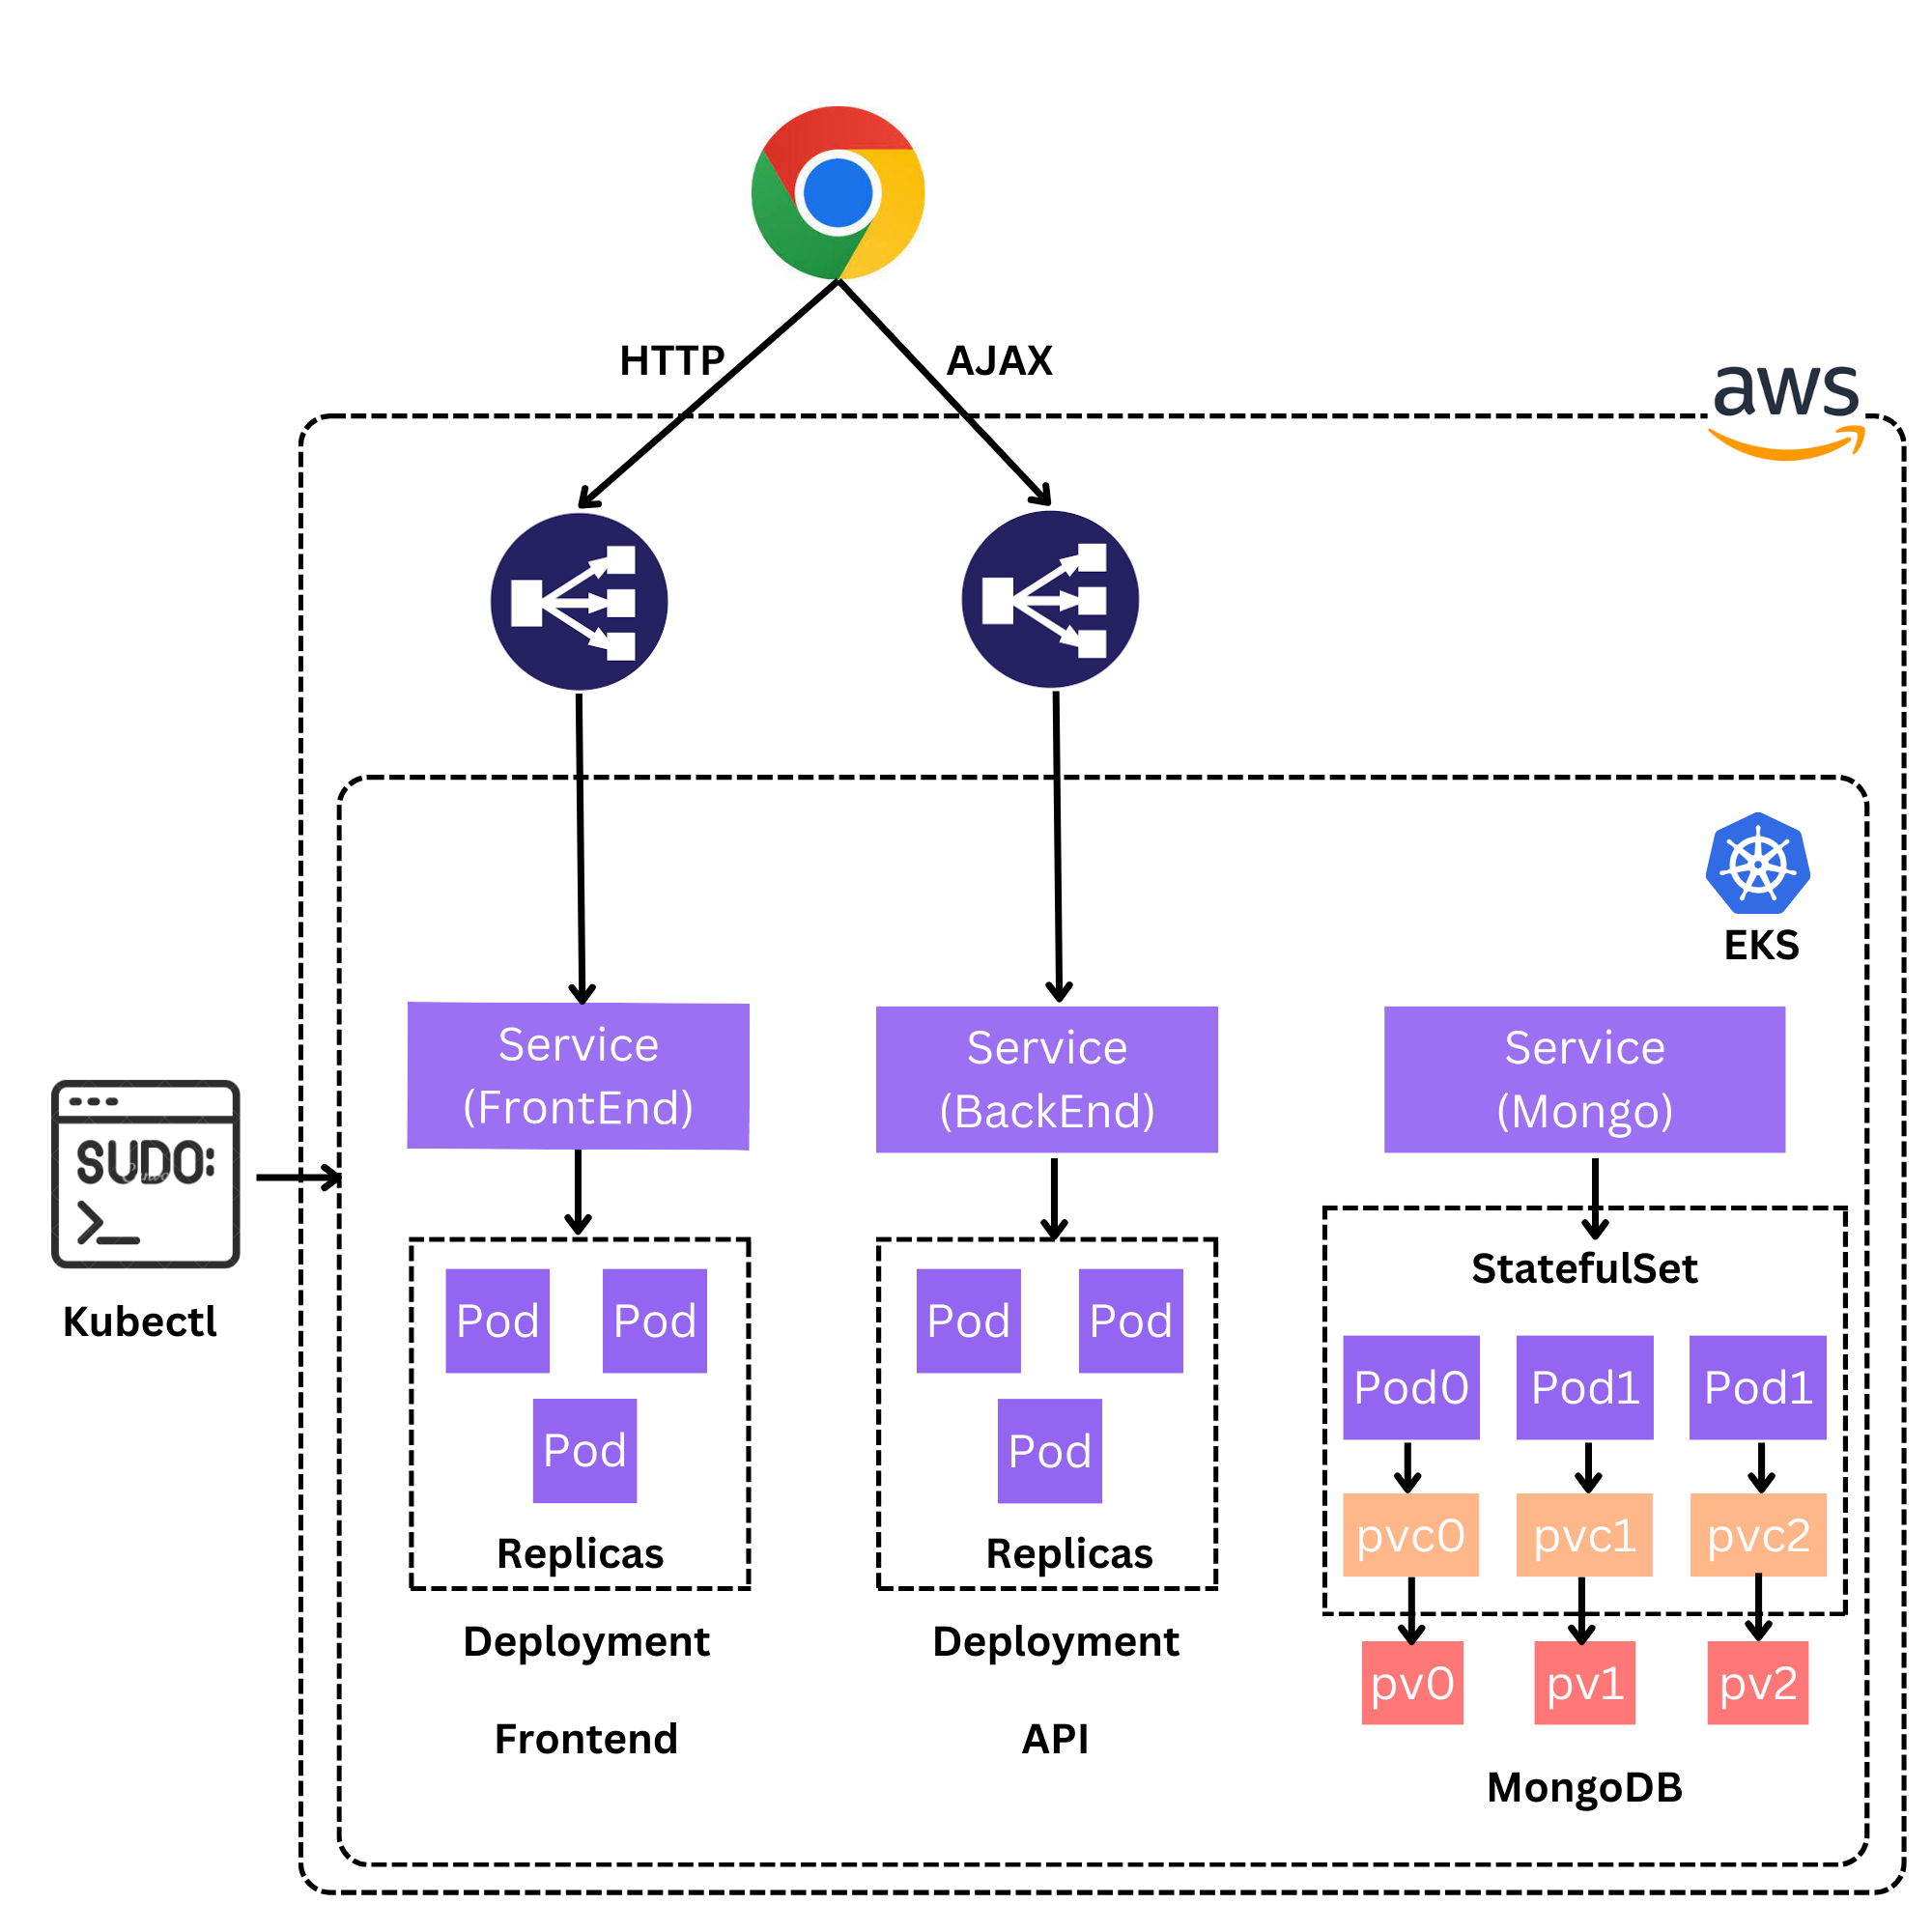 HTTP
AJAX
aws
EKS
Service
(FrontEnd)
Service
(BackEnd)
Service
(Mongo)
SUDO:
>_
Kubectl
StatefulSet
Pod
Pod
Pod
Replicas
Deployment
Frontend
Pod
Pod
Pod
Replicas
Deployment
API
Pod0
Pod1
Pod1
pvc0
pvc1
pvc2
pv0
pv1
pv2
MongoDB